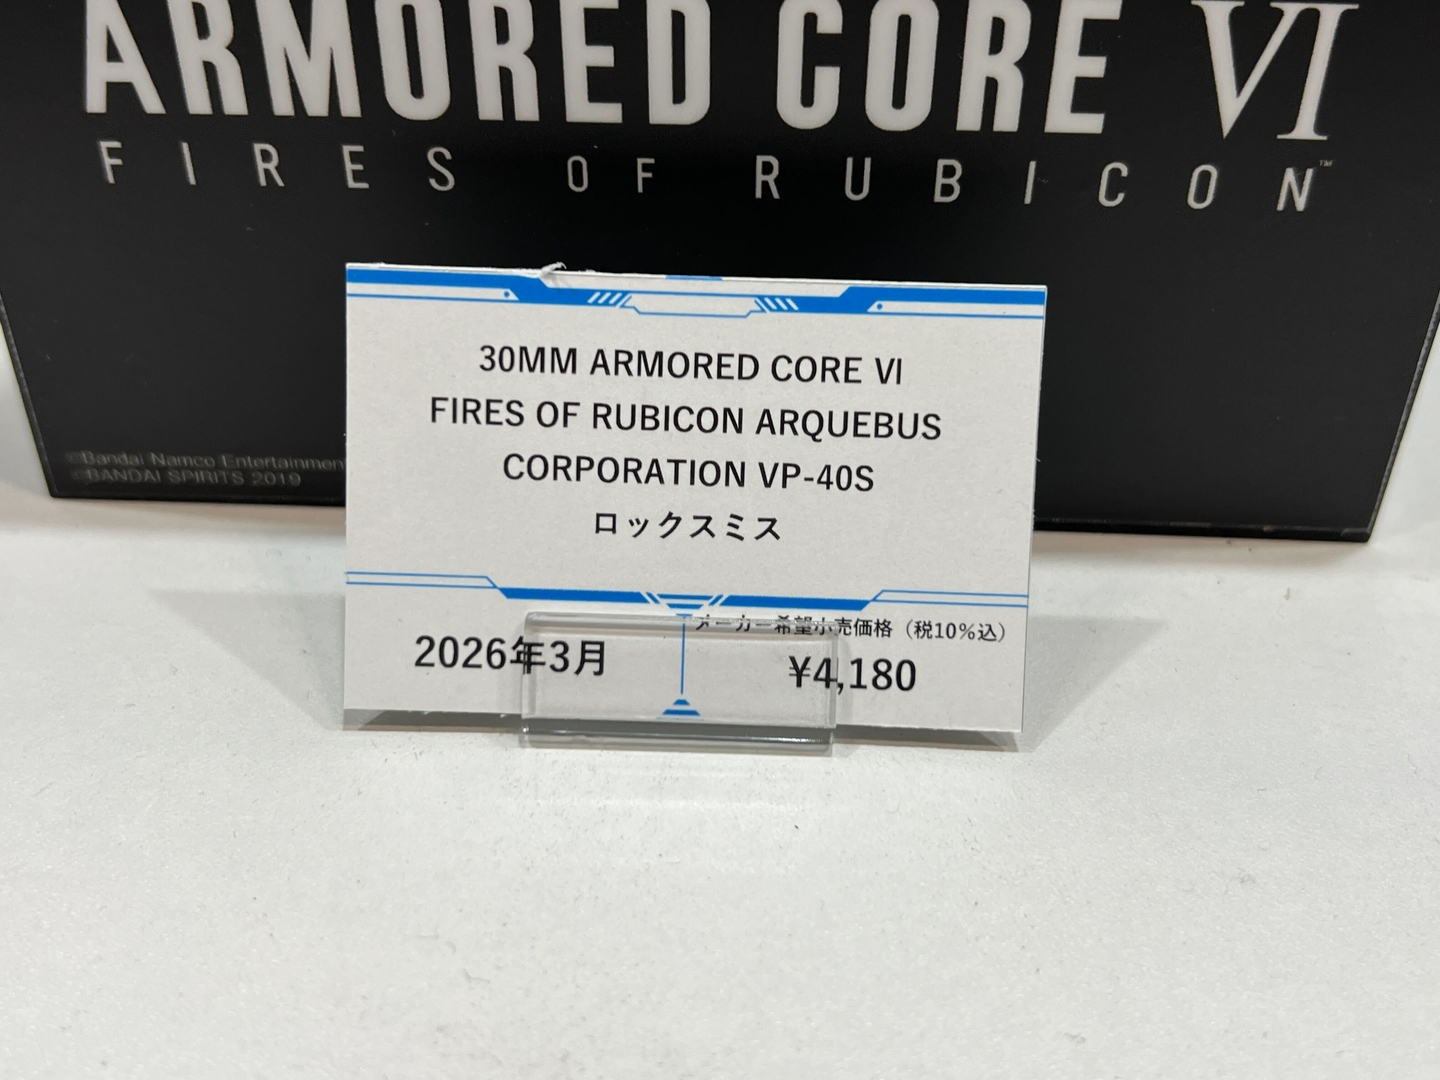 ARMORED CORE VI
FIRES OF RUBICON™
30MM ARMORED CORE VI
FIRES OF RUBICON ARQUEBUS
CORPORATION VP-40S
ロックスミス
©Bandai Namco Entertainmen
©BANDAI SPIRITS 2019
メーカー希望小売価格（税10％込）
2026年3月
¥4,180